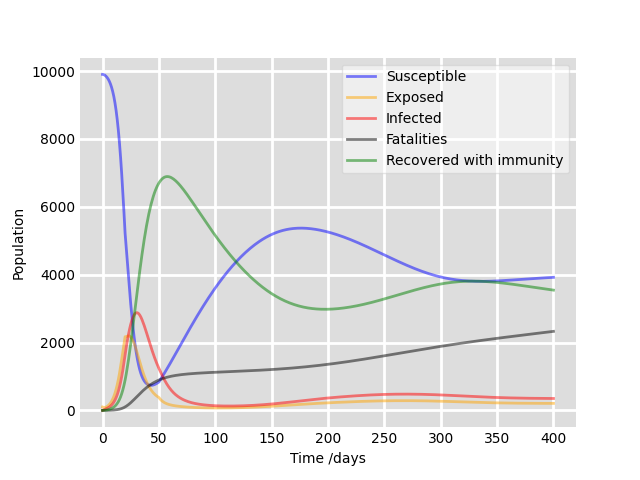 10000
8000
6000
4000
2000
0
Population
Susceptible
Exposed
Infected
Fatalities
Recovered with immunity
0 50 100 150 200 250 300 350 400
Time /days